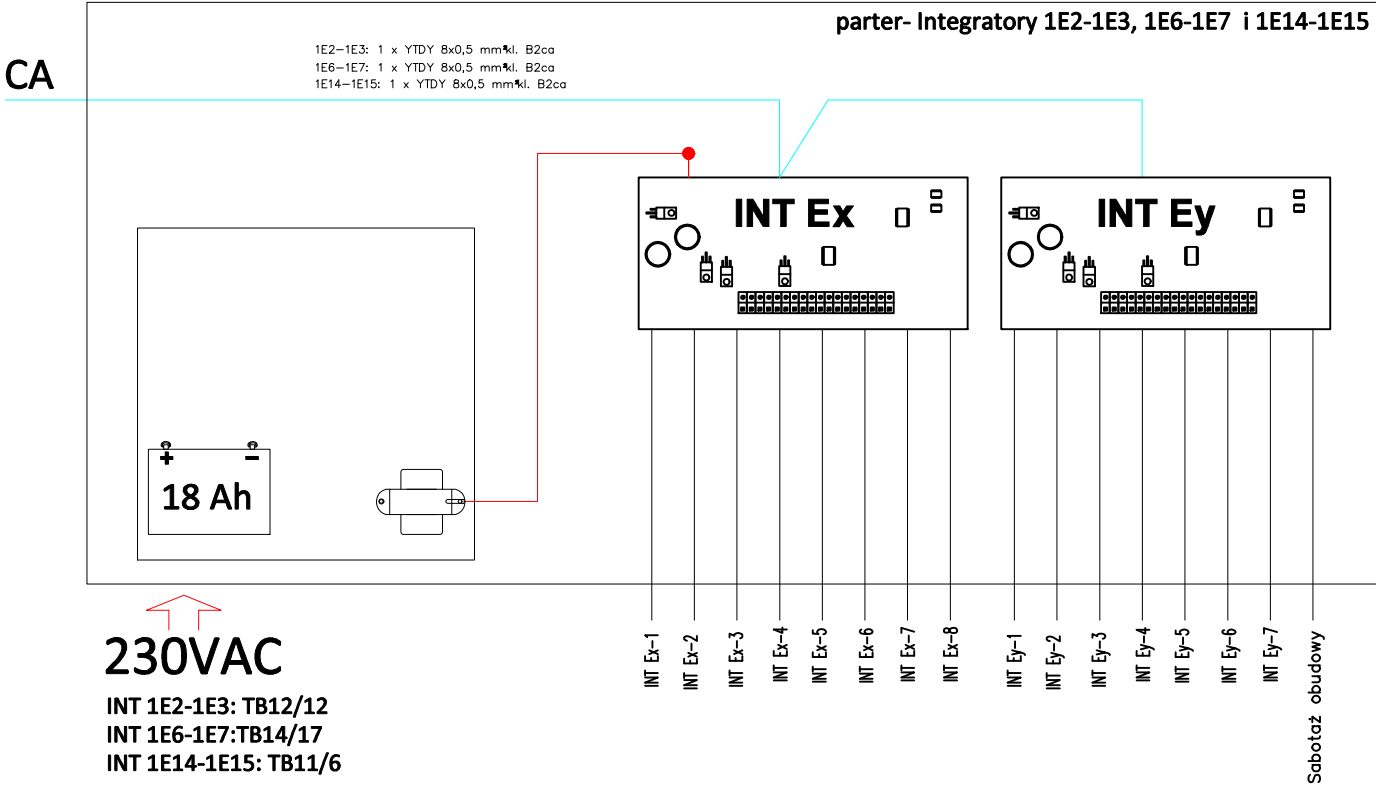 parter- Integratory 1E2-1E3, 1E6-1E7 i 1E14-1E15
CA
1E2-1E3: 1 x YTDY 8x0,5 mm²kl. B2ca
1E6-1E7: 1 x YTDY 8x0,5 mm²kl. B2ca
1E14-1E15: 1 x YTDY 8x0,5 mm²kl. B2ca
INT Ex
INT Ey
+ −
18 Ah
230VAC
INT 1E2-1E3: TB12/12
INT 1E6-1E7:TB14/17
INT 1E14-1E15: TB11/6
INT Ex-1
INT Ex-2
INT Ex-3
INT Ex-4
INT Ex-5
INT Ex-6
INT Ex-7
INT Ex-8
INT Ey-1
INT Ey-2
INT Ey-3
INT Ey-4
INT Ey-5
INT Ey-6
INT Ey-7
Sabotaż obudowy